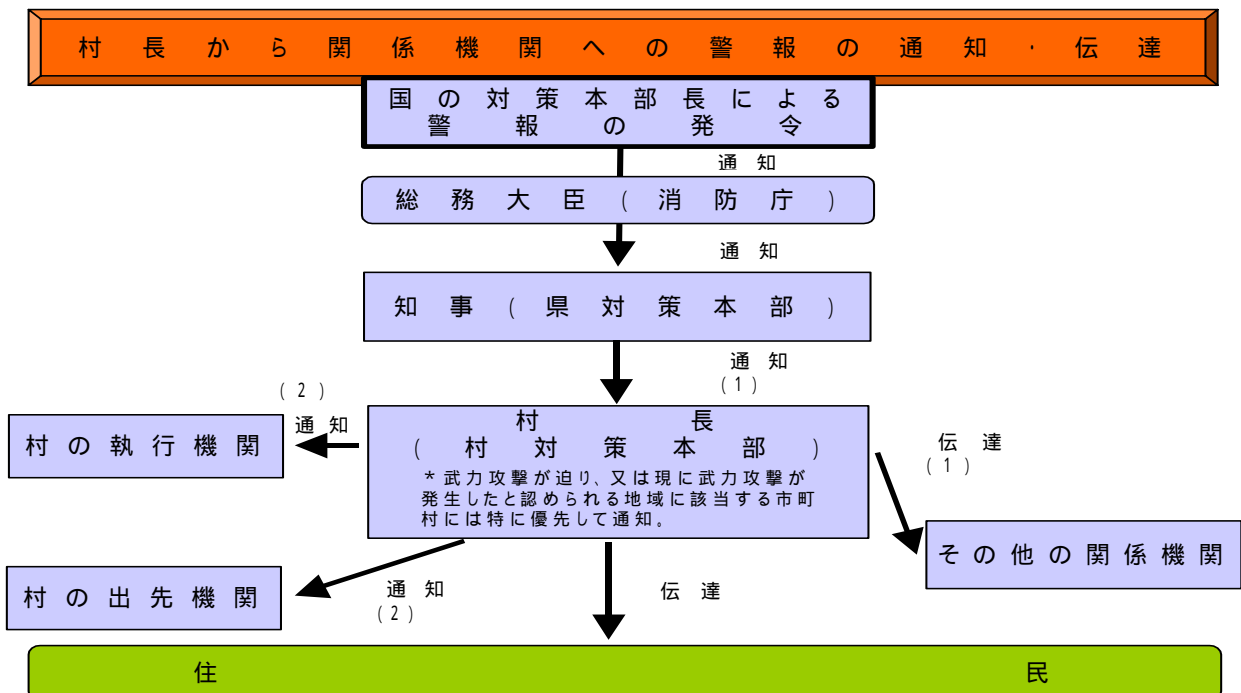 村長から関係機関への警報の通知・伝達
国の対策本部長による
警報の発令
通知
総務大臣(消防庁)
通知
知事(県対策本部)
通知
(1)
(2)
通知
村の執行機関
村長
(村対策本部)
*武力攻撃が迫り、又は現に武力攻撃が
発生したと認められる地域に該当する市町
村には特に優先して通知。
伝達
(1)
その他の関係機関
村の出先機関
通知
(2)
伝達
住民